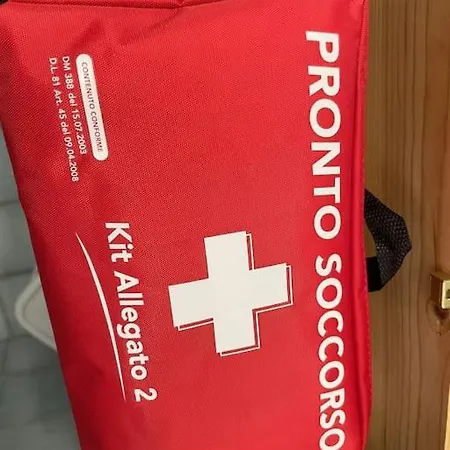 PRONTO SOCCORSO
Kit Allegato 2
CONTENUTO CONFORME
DM 388 del 15.07.2003
D.L. 81 Art. 45 del 09.04.2008